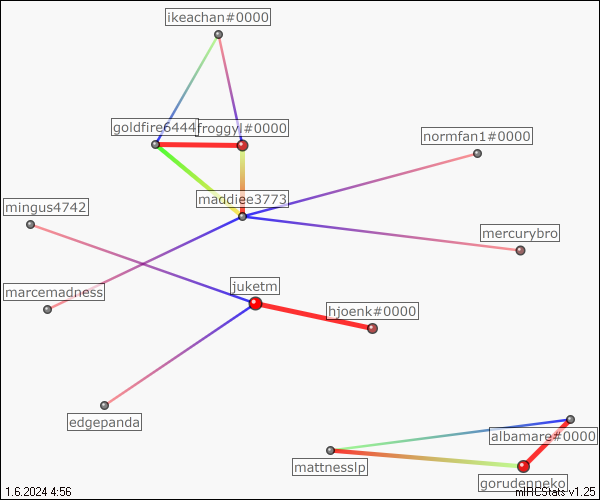 ikeachan#0000
goldfire6444
froggyl#0000
normfan1#0000
maddiee3773
mingus4742
mercurybro
juketm
marcemadness
hjoenk#0000
edgepanda
albamare#0000
mattnesslp
gorudenneko
1.6.2024 4:56
mIRCStats v1.25